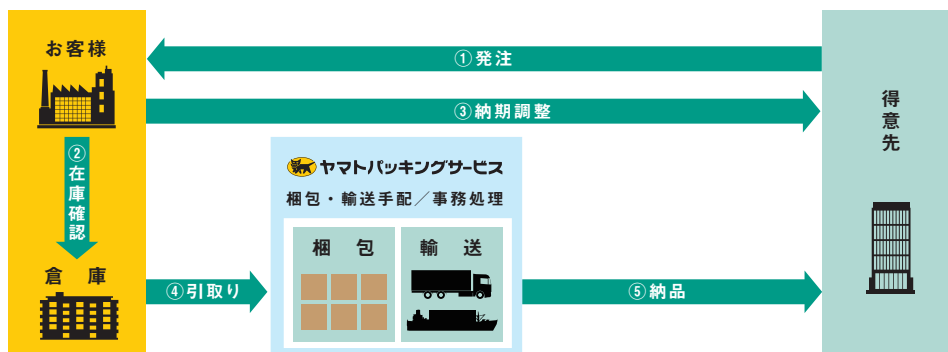 お客様
①発注
③納期調整
得意先
②在庫確認
ヤマトパッキングサービス
梱包・輸送手配／事務処理
梱包
輸送
倉庫
④引取り
⑤納品